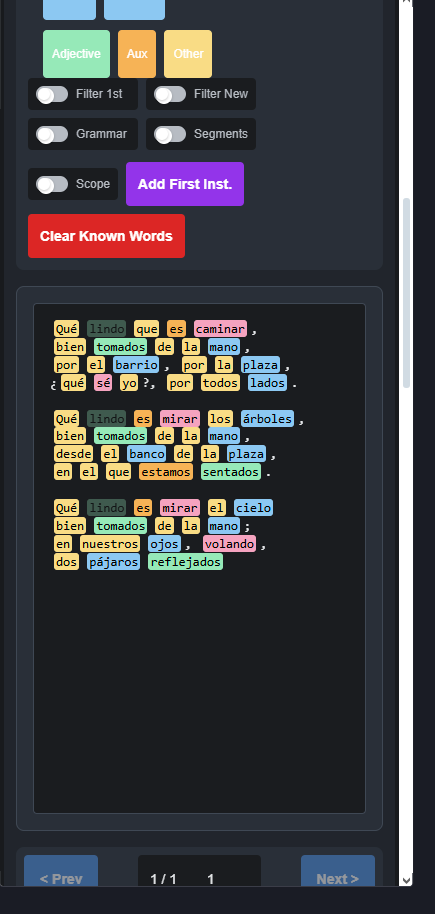 Adjective Aux Other
Filter 1st Filter New
Grammar Segments
Scope Add First Inst.
Clear Known Words
Qué lindo que es caminar ,
bien tomados de la mano ,
por el barrio , por la plaza ,
¿ qué sé yo ?, por todos lados .
Qué lindo es mirar los árboles ,
bien tomados de la mano ,
desde el banco de la plaza ,
en el que estamos sentados .
Qué lindo es mirar el cielo
bien tomados de la mano ;
en nuestros ojos , volando ,
dos pájaros reflejados
< Prev 1 / 1 1 Next >